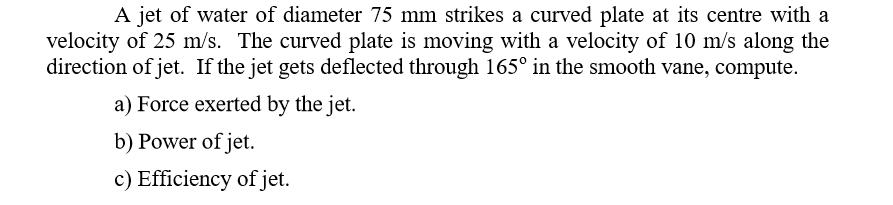 A jet of water of diameter 75 mm strikes a curved plate at its centre with a
velocity of 25 m/s. The curved plate is moving with a velocity of 10 m/s along the
direction of jet. If the jet gets deflected through 165° in the smooth vane, compute.
a) Force exerted by the jet.
b) Power of jet.
c) Efficiency of jet.